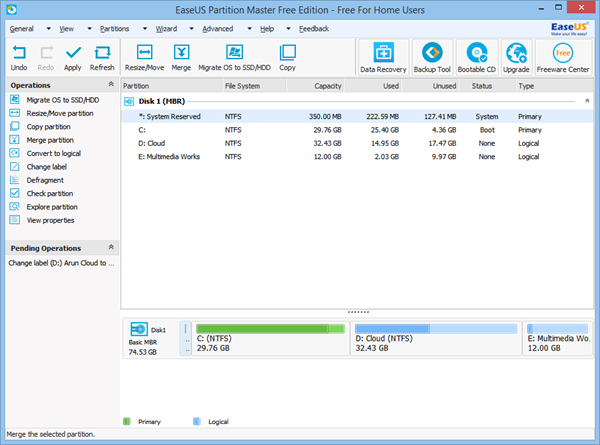 EaseUS Partition Master Free Edition - Free For Home Users
General View Partitions Wizard Advanced Help Feedback
EaseUS®
Make your life easy!
Undo Redo Apply Refresh Resize/Move Merge Migrate OS to SSD/HDD Copy Data Recovery Backup Tool Bootable CD Upgrade Free Freeware Center
Operations
Migrate OS to SSD/HDD
Resize/Move partition
Copy partition
Merge partition
Convert to logical
Change label
Defragment
Check partition
Explore partition
View properties
Pending Operations
Change label (D:) Arun Cloud to ...
Partition File System Capacity Used Unused Status Type
Disk 1 (MBR)
*: System Reserved NTFS 350.00 MB 222.59 MB 127.41 MB System Primary
C: NTFS 29.76 GB 25.40 GB 4.36 GB Boot Primary
D: Cloud NTFS 32.43 GB 14.95 GB 17.47 GB None Logical
E: Multimedia Works NTFS 12.00 GB 2.03 GB 9.97 GB None Logical
Disk1
Basic MBR
74.53 GB
..
..
C: (NTFS)
29.76 GB
D: Cloud (NTFS)
32.43 GB
E: Multimedia Wo..
12.00 GB
Primary Logical
Merge the selected partition.